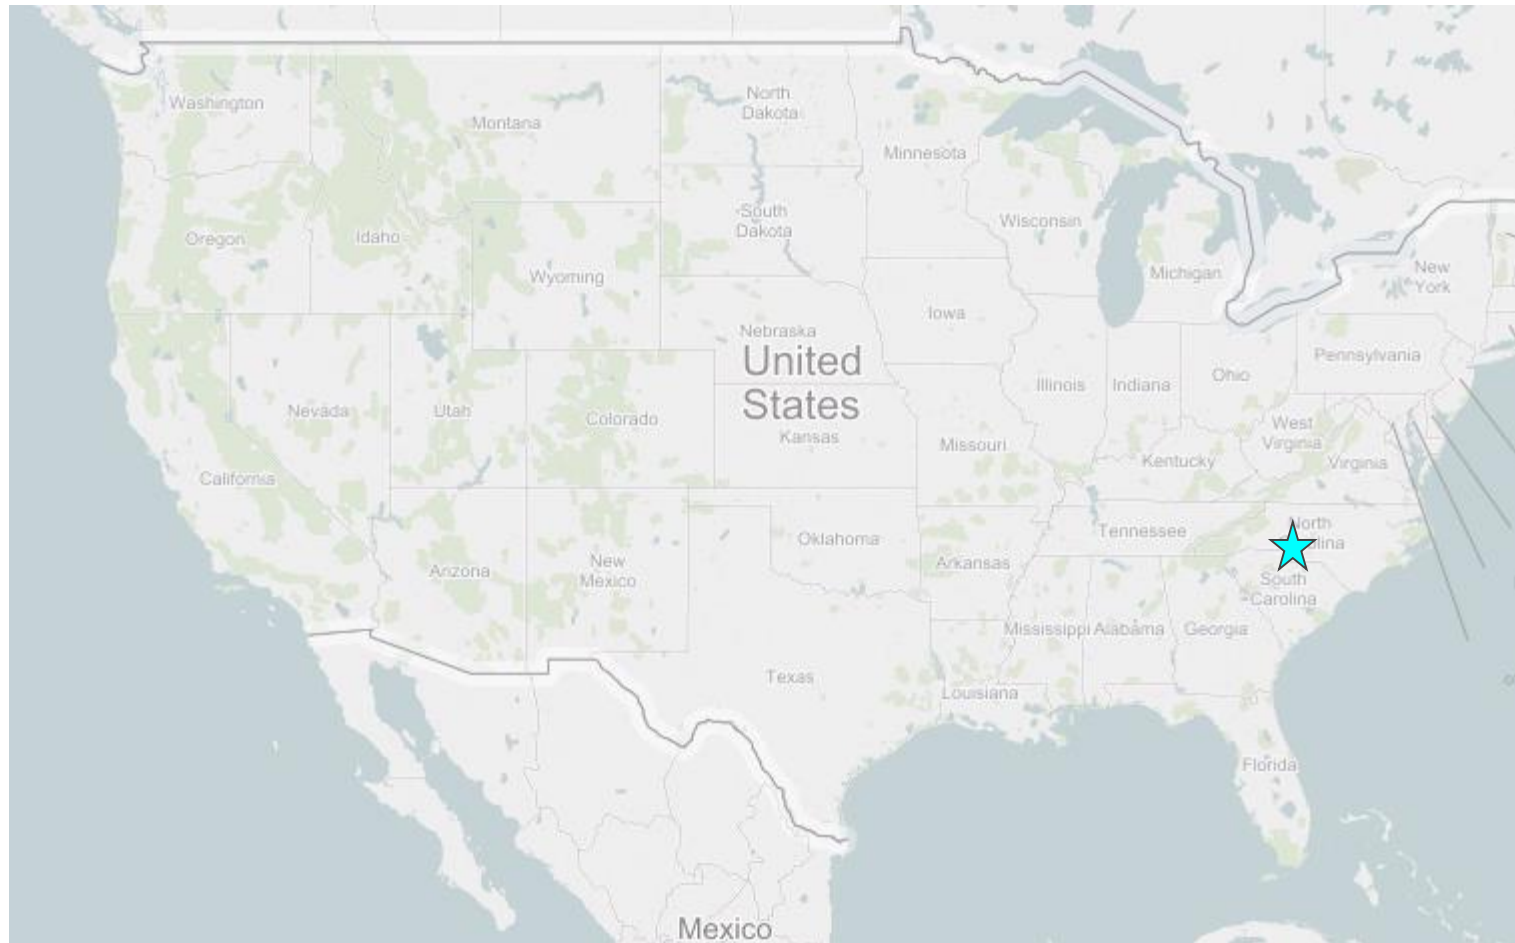 Washington
Montana
North
Dakota
Minnesota
Oregon
Idaho
South
Dakota
Wisconsin
Wyoming
Michigan
New
York
Iowa
Nebraska
United
States
Pennsylvania
Ohio
Illinois
Indiana
Nevada
Utah
Colorado
Kansas
Missouri
West
Virginia
Kentucky
Virginia
California
Oklahoma
Tennessee
North
lina
Arizona
New
Mexico
Arkansas
South
Carolina
Mississippi
Alabama
Georgia
Texas
Louisiana
Florida
Mexico